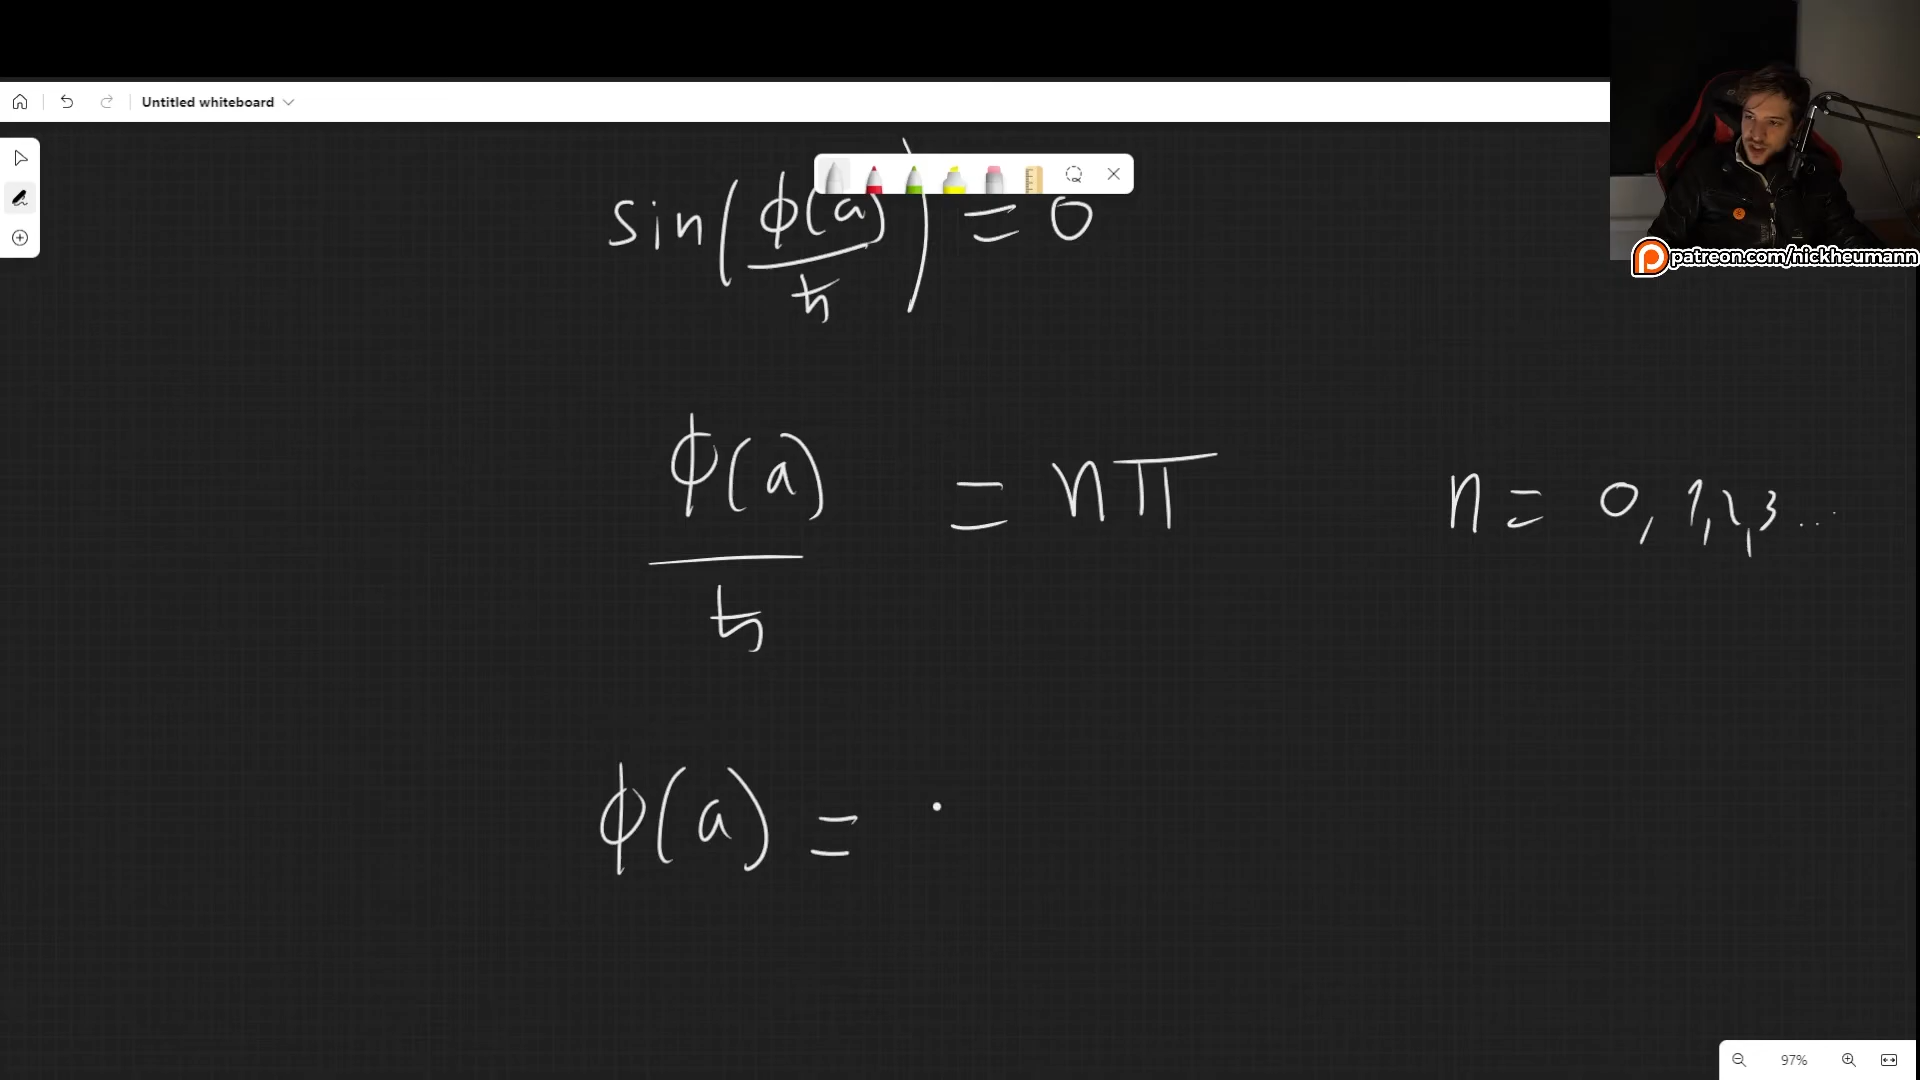 Untitled whiteboard
patreon.com/nickheumann
sin(ϕ(a)/ħ) = 0
ϕ(a)/ħ = nπ
n = 0, 1, 2, 3 ...
ϕ(a) =
97%